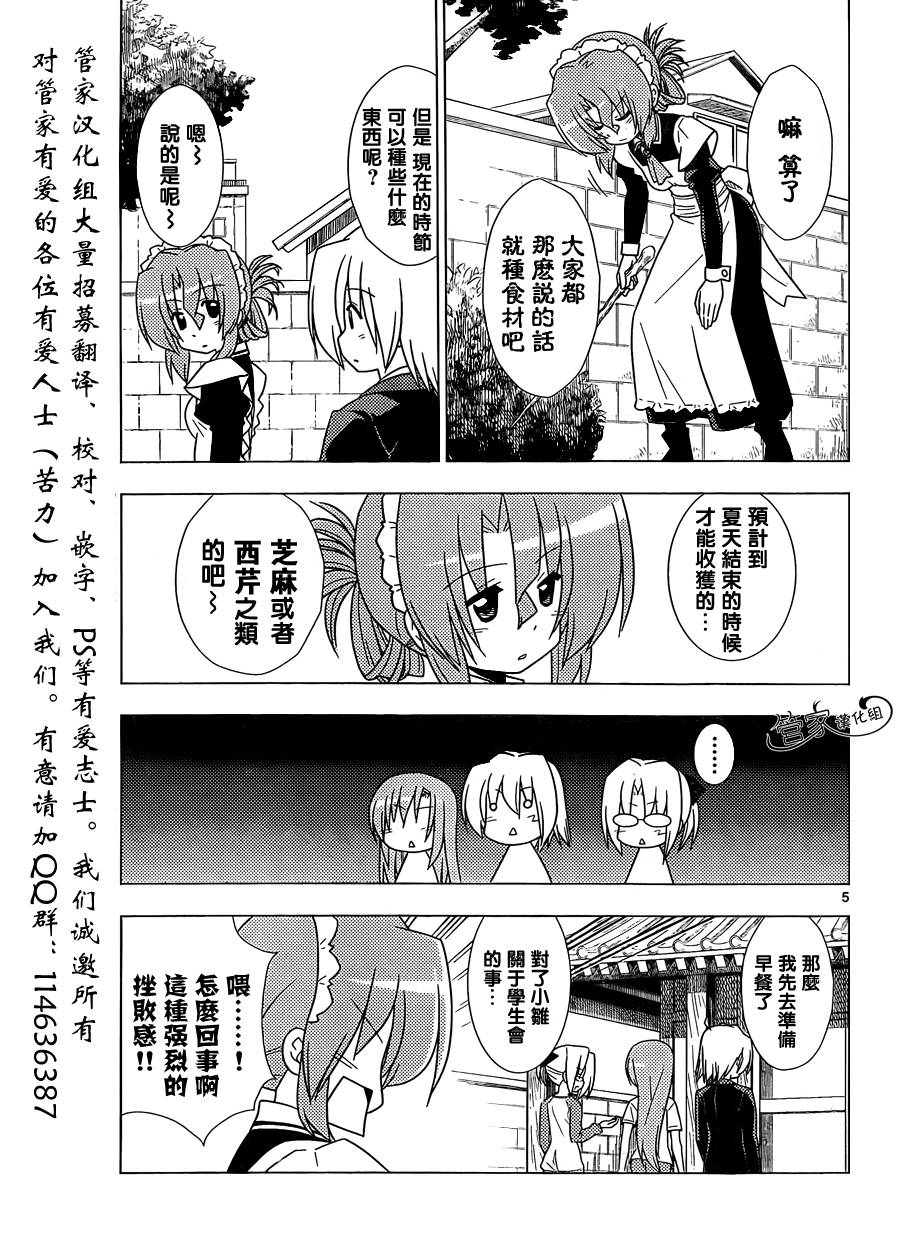 嘛 算了
大家都
那麽說的話
就種食材吧
但是 現在的時節
可以種些什麼
東西呢？
嗯～
說的是呢～
預計到
夏天結束的時候
才能收獲的…
芝麻或者
西芹之類
的吧～
……
管家漢化組
5
那麼
我先去準備
早餐了
對了小雛
關于學生會
的事…
喂……！
怎麼回事啊
這種强烈的
挫敗感!!
管家汉化组大量招募翻译、校对、嵌字、PS等有爱志士。我们诚邀所有
对管家有爱的各位有爱人士（苦力）加入我们。有意请加QQ群：114636387